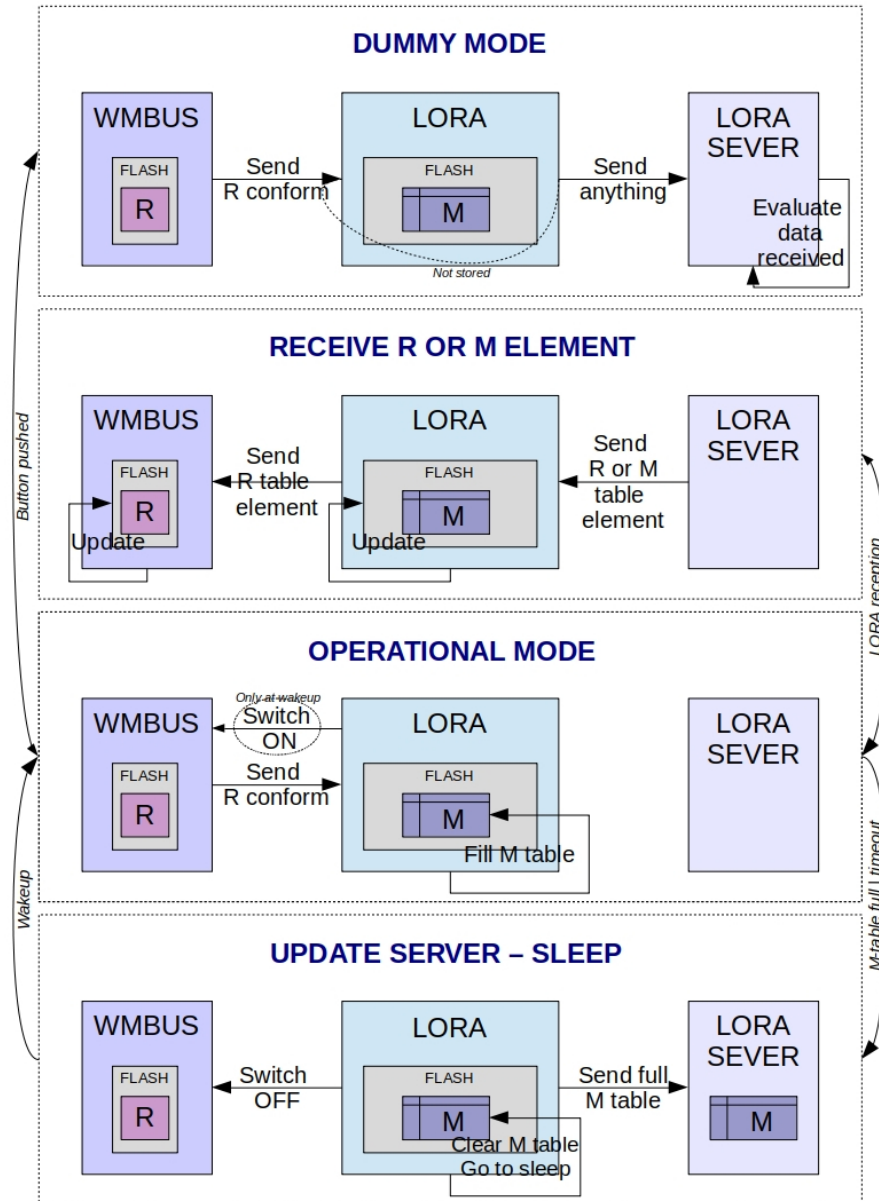 DUMMY MODE
WMBUS
LORA
LORA
SEVER
FLASH
R
Send
R conform
FLASH
M
Send
anything
Evaluate
data
received
Not stored
Button pushed
RECEIVE R OR M ELEMENT
WMBUS
LORA
LORA
SEVER
FLASH
R
Update
Send
R table
element
FLASH
M
Update
Send
R or M
table
element
LORA reception
OPERATIONAL MODE
WMBUS
Only at wakeup
Switch
ON
LORA
LORA
SEVER
FLASH
R
Send
R conform
FLASH
M
Fill M table
Wakeup
M-table full | timeout
UPDATE SERVER – SLEEP
WMBUS
LORA
LORA
SEVER
FLASH
R
Switch
OFF
FLASH
M
Clear M table
Go to sleep
Send full
M table
M